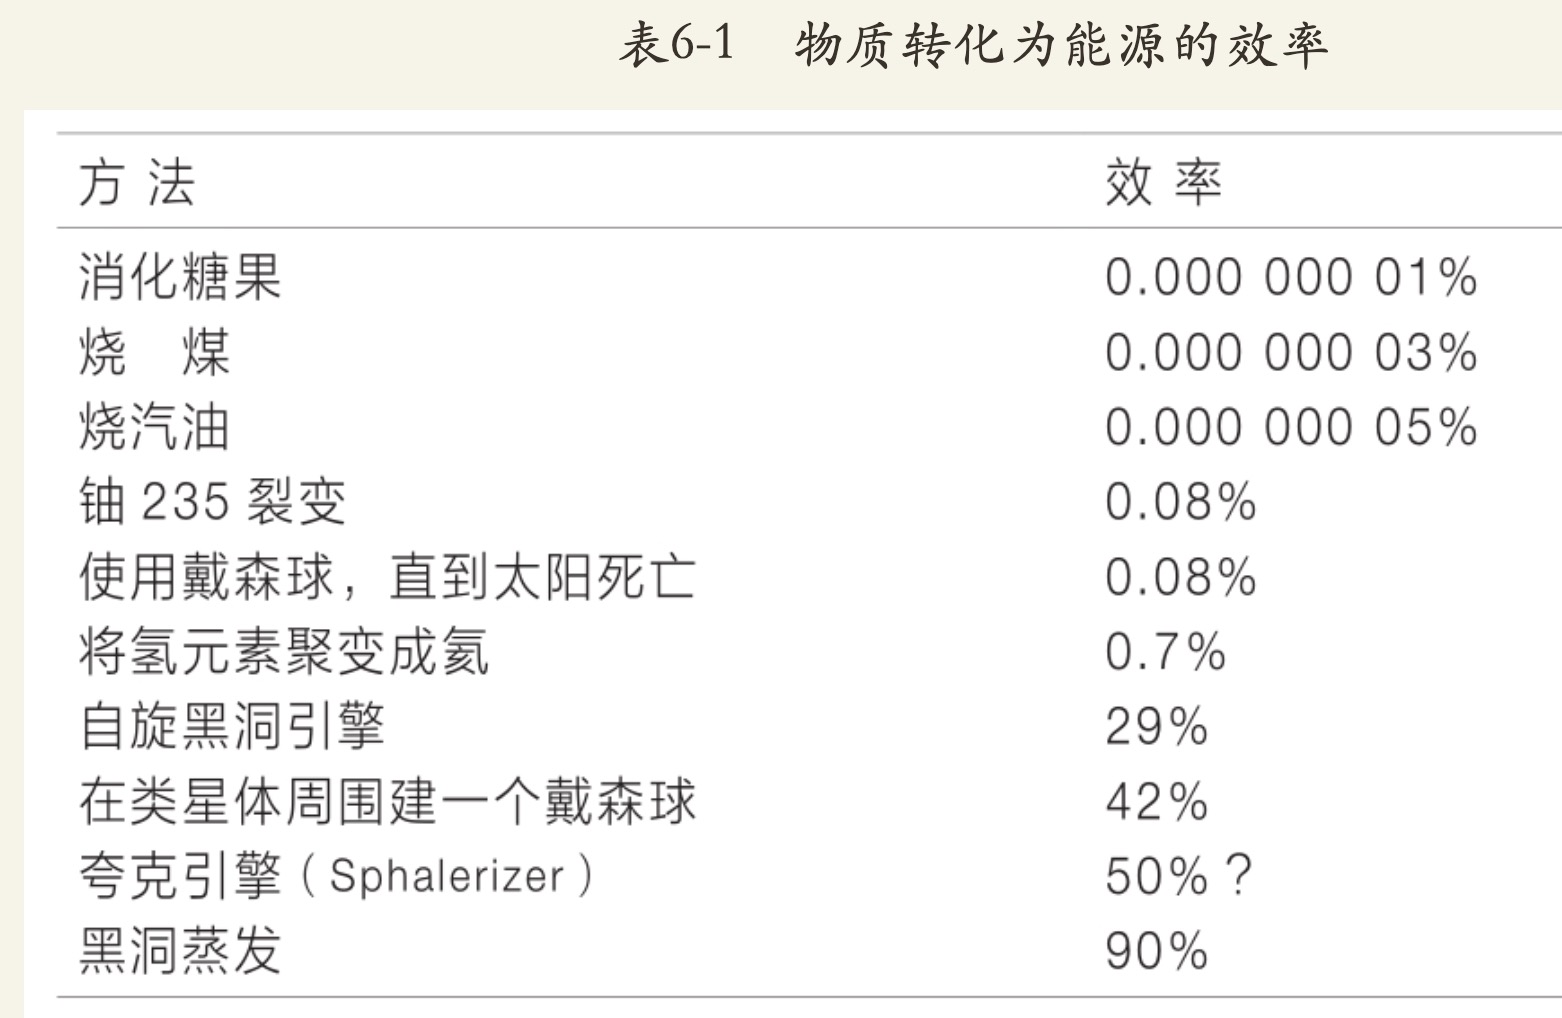 表6-1 物质转化为能源的效率
方 法 效 率
消化糖果 0.000 000 01%
烧 煤 0.000 000 03%
烧汽油 0.000 000 05%
铀 235 裂变 0.08%
使用戴森球，直到太阳死亡 0.08%
将氢元素聚变成氦 0.7%
自旋黑洞引擎 29%
在类星体周围建一个戴森球 42%
夸克引擎（Sphalerizer） 50%？
黑洞蒸发 90%